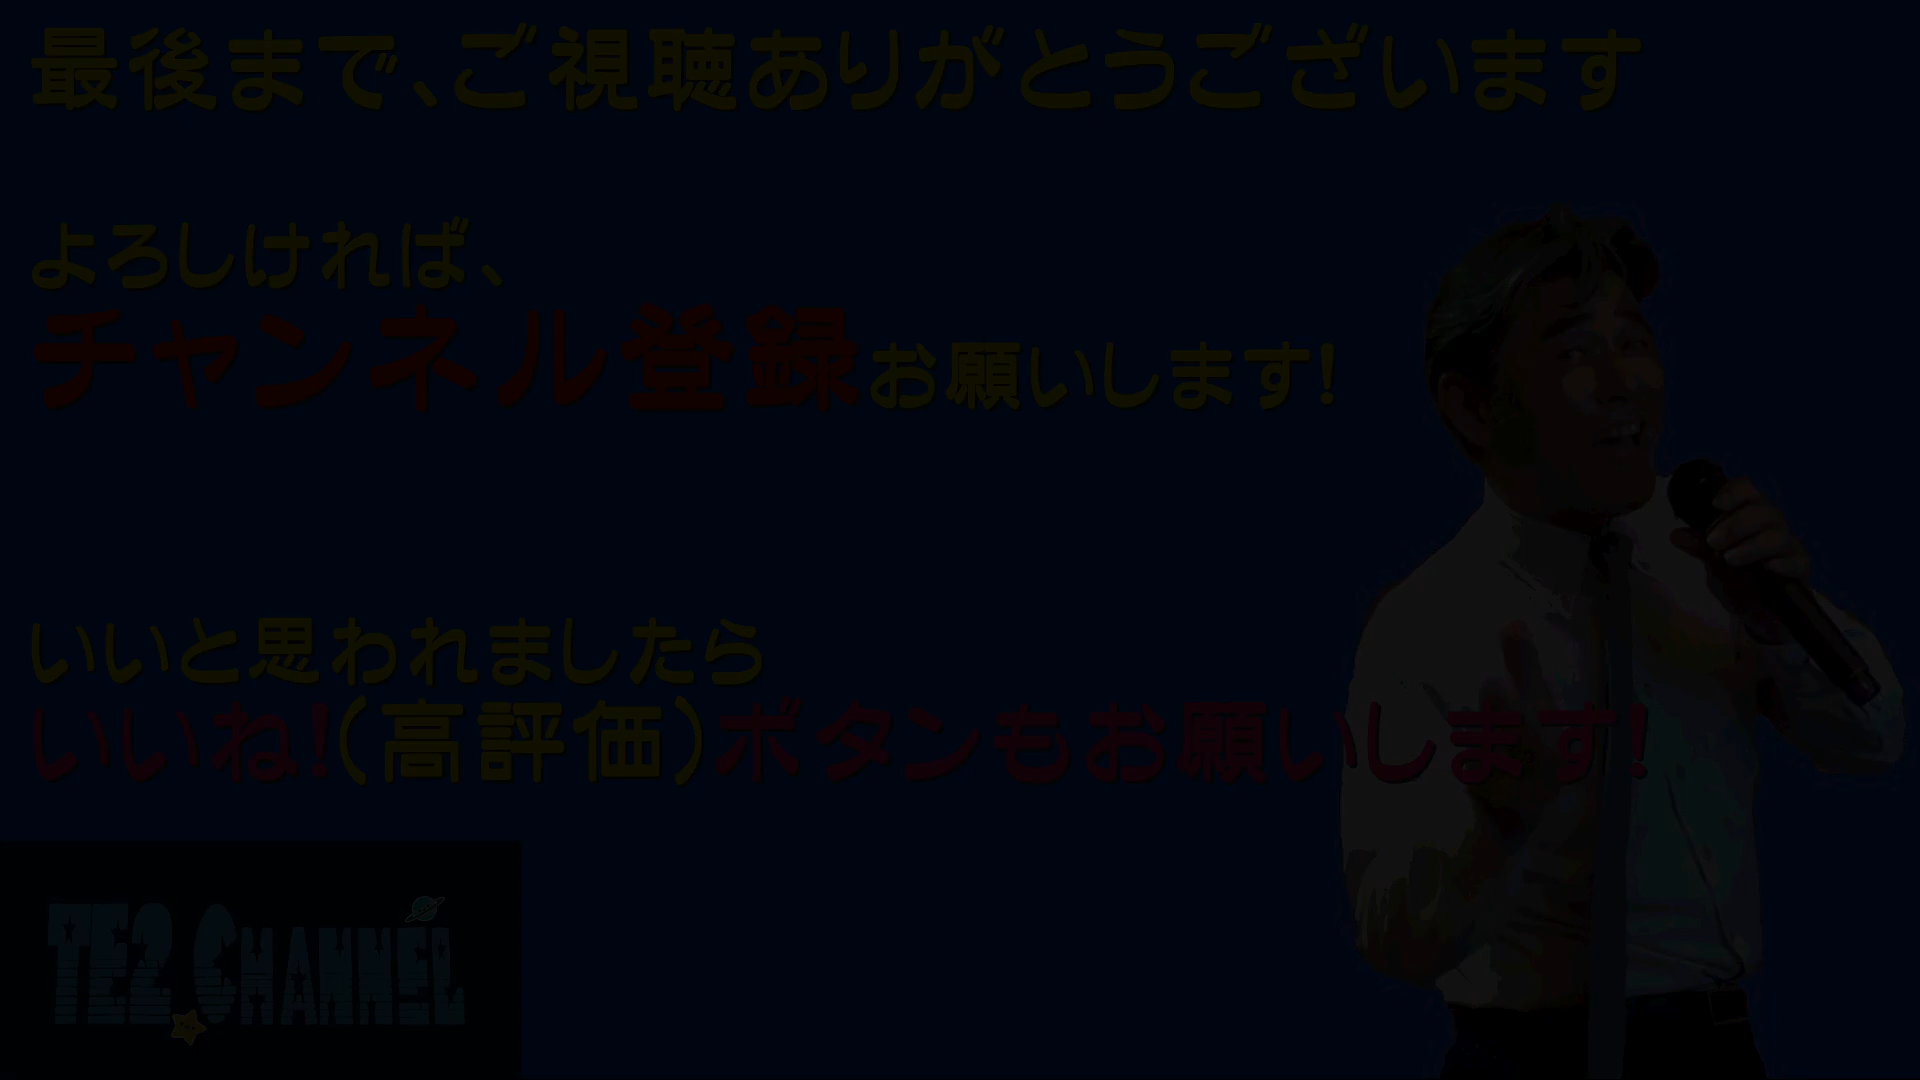 最後まで、ご視聴ありがとうございます
よろしければ、
チャンネル登録お願いします!
いいと思われましたら
いいね!(高評価)ボタンもお願いします!
TE2 CHANNEL